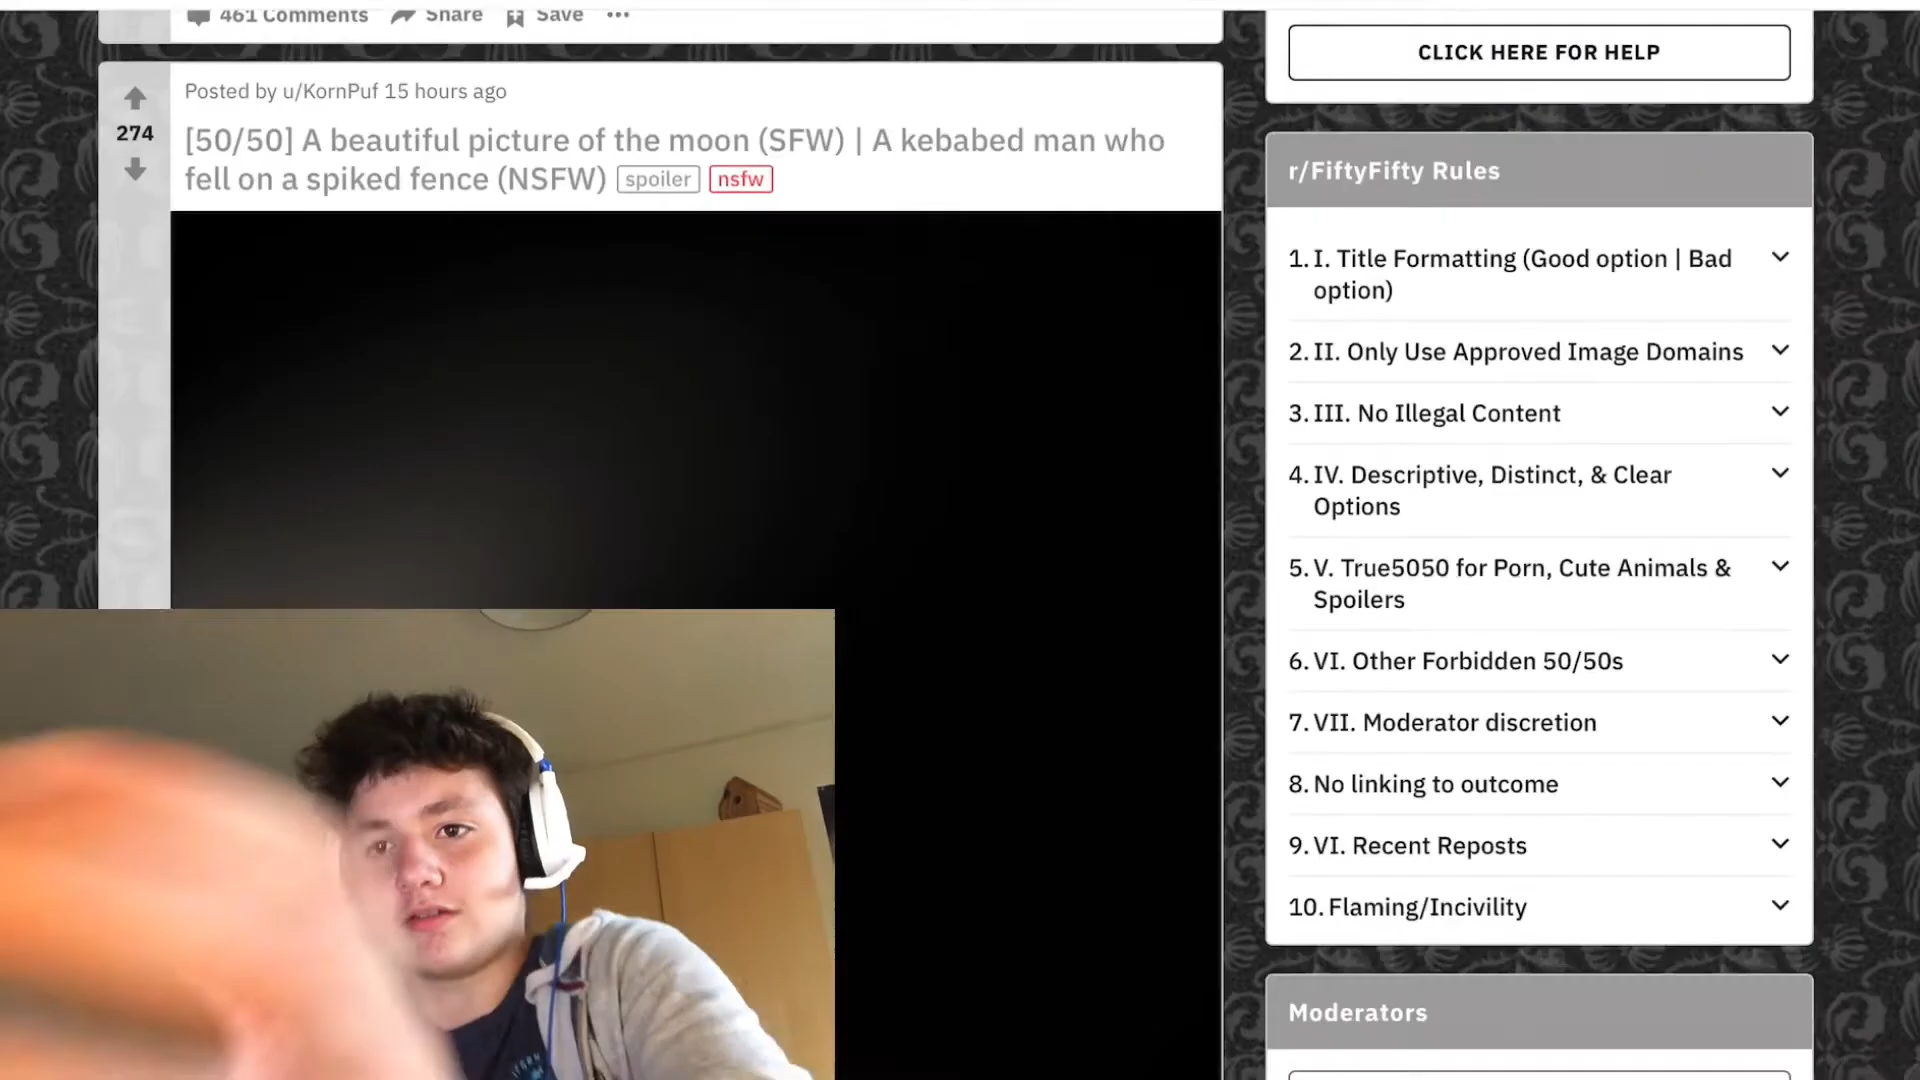 461 Comments Share Save
Posted by u/KornPuf 15 hours ago
274
[50/50] A beautiful picture of the moon (SFW) | A kebabed man who
fell on a spiked fence (NSFW) spoiler nsfw
CLICK HERE FOR HELP
r/FiftyFifty Rules
1. I. Title Formatting (Good option | Bad
option)
2. II. Only Use Approved Image Domains
3. III. No Illegal Content
4. IV. Descriptive, Distinct, & Clear
Options
5. V. True5050 for Porn, Cute Animals &
Spoilers
6. VI. Other Forbidden 50/50s
7. VII. Moderator discretion
8. No linking to outcome
9. VI. Recent Reposts
10. Flaming/Incivility
Moderators